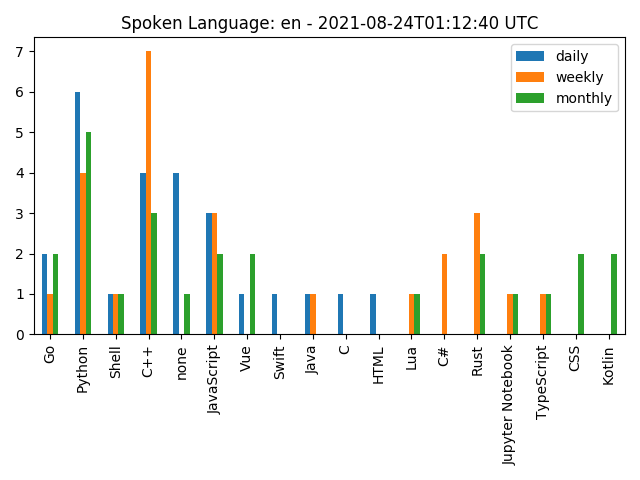 Spoken Language: en - 2021-08-24T01:12:40 UTC
daily
weekly
monthly
7
6
5
4
3
2
1
0
Go
Python
Shell
C++
none
JavaScript
Vue
Swift
Java
C
HTML
Lua
C#
Rust
Jupyter Notebook
TypeScript
CSS
Kotlin